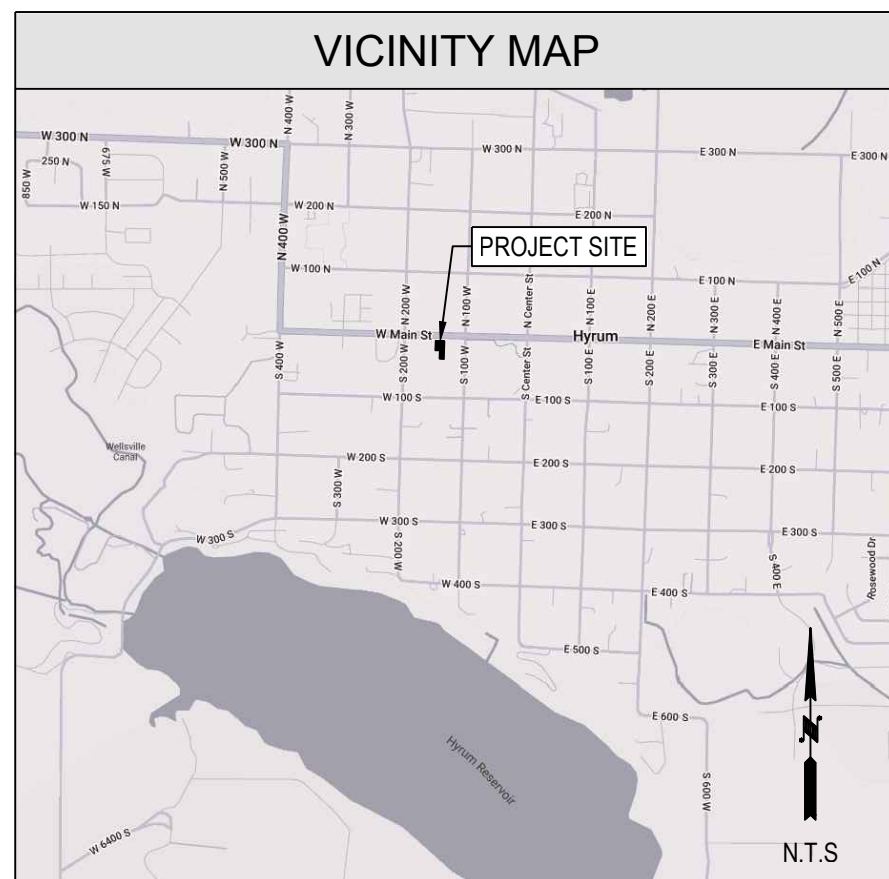 VICINITY MAP
W 300 N
N 400 W
N 300 W
W 300 N
W 300 N
E 300 N
E 300 N
250 N
675 W
N 500 W
850 W
W 150 N
W 200 N
E 200 N
N 400 W
PROJECT SITE
W 100 N
E 100 N
E 100 N
N 200 W
N 100 W
N Center St
N 100 E
N 200 E
N 300 E
N 400 E
N 500 E
W Main St
Hyrum
E Main St
S 400 W
S 200 W
S 100 W
S Center St
S 100 E
S 200 E
S 300 E
S 400 E
S 500 E
W 100 S
E 100 S
E 100 S
Wellsville
Canal
W 200 S
E 200 S
E 200 S
S 300 W
W 300 S
W 300 S
E 300 S
E 300 S
S 200 W
S 400 E
Rosewood Dr
W 400 S
E 400 S
E 500 S
E 600 S
Hyrum Reservoir
S 600 W
N
W 6400 S
N.T.S